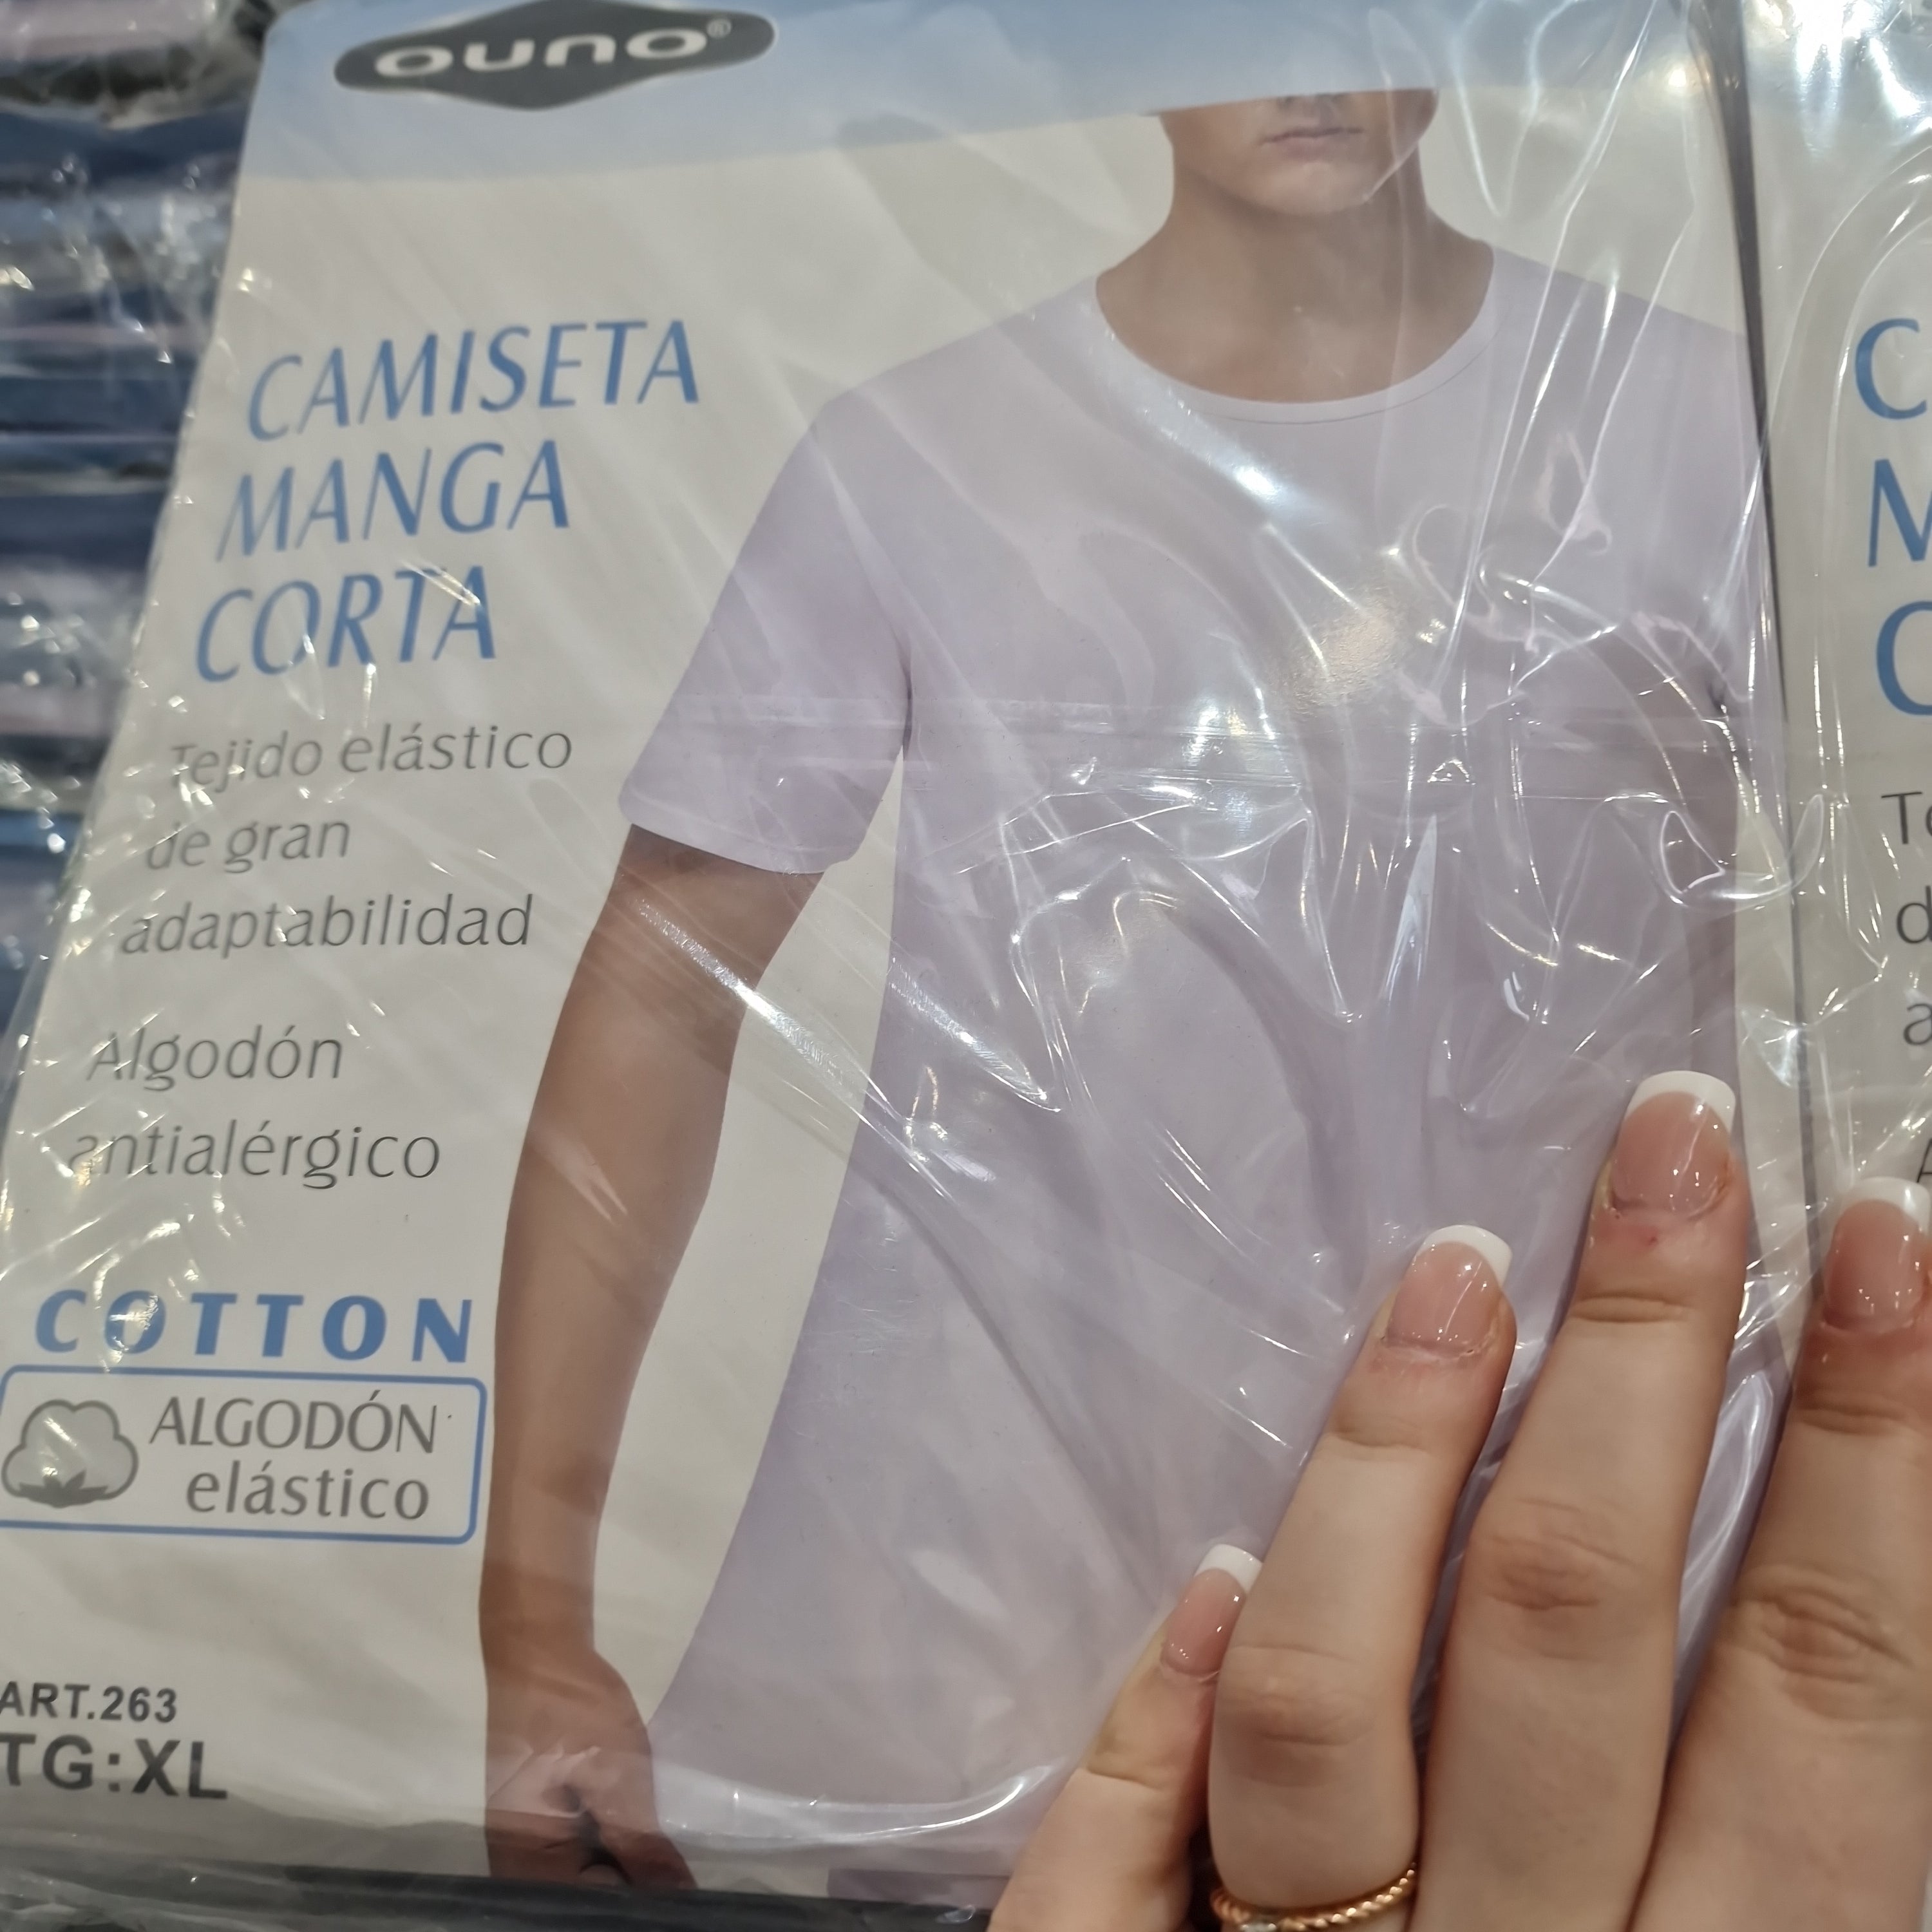 ouno®
CAMISETA
MANGA
CORTA
Tejido elástico
de gran
adaptabilidad
Algodón
antialérgico
COTTON
ALGODÓN
elástico
ART.263
TG:XL